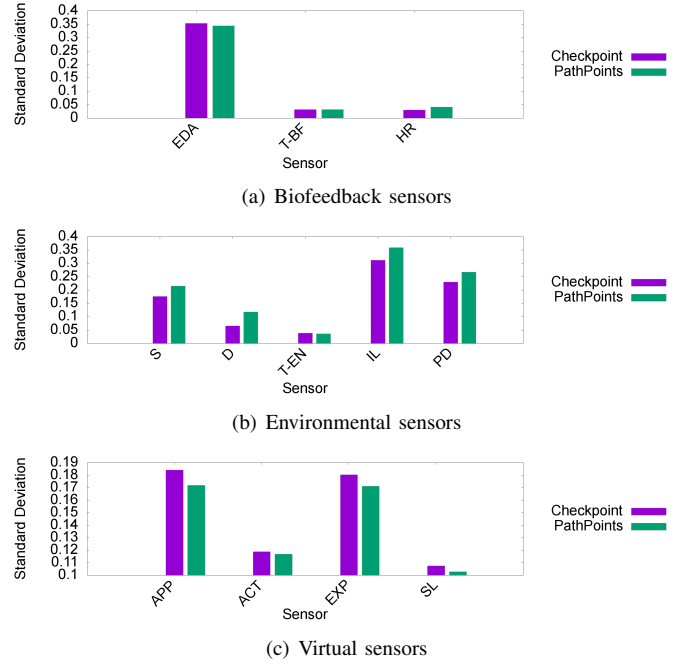 Standard Deviation
0.4
0.35
0.3
0.25
0.2
0.15
0.1
0.05
0
EDA
T-BF
HR
Sensor
Checkpoint
PathPoints
(a) Biofeedback sensors
Standard Deviation
0.4
0.35
0.3
0.25
0.2
0.15
0.1
0.05
0
S
D
T-EN
IL
PD
Sensor
Checkpoint
PathPoints
(b) Environmental sensors
Standard Deviation
0.19
0.18
0.17
0.16
0.15
0.14
0.13
0.12
0.11
0.1
APP
ACT
EXP
SL
Sensor
Checkpoint
PathPoints
(c) Virtual sensors